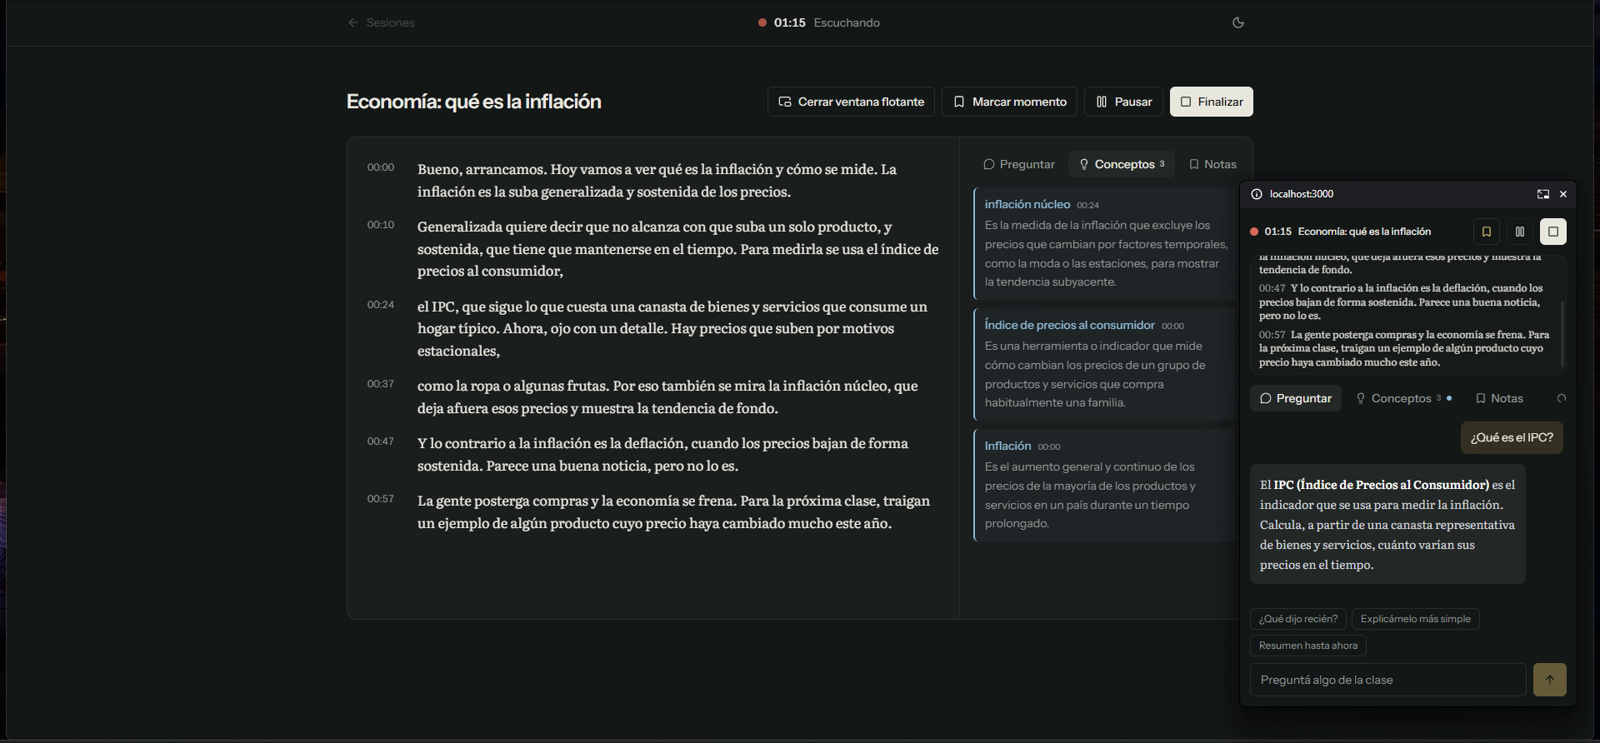 Sesiones
01:15 Escuchando
Economía: qué es la inflación
Cerrar ventana flotante
Marcar momento
Pausar
Finalizar
00:00
Bueno, arrancamos. Hoy vamos a ver qué es la inflación y cómo se mide. La
inflación es la suba generalizada y sostenida de los precios.
00:10
Generalizada quiere decir que no alcanza con que suba un solo producto, y
sostenida, que tiene que mantenerse en el tiempo. Para medirla se usa el índice de
precios al consumidor,
00:24
el IPC, que sigue lo que cuesta una canasta de bienes y servicios que consume un
hogar típico. Ahora, ojo con un detalle. Hay precios que suben por motivos
estacionales,
00:37
como la ropa o algunas frutas. Por eso también se mira la inflación núcleo, que
deja afuera esos precios y muestra la tendencia de fondo.
00:47
Y lo contrario a la inflación es la deflación, cuando los precios bajan de forma
sostenida. Parece una buena noticia, pero no lo es.
00:57
La gente posterga compras y la economía se frena. Para la próxima clase, traigan
un ejemplo de algún producto cuyo precio haya cambiado mucho este año.
Preguntar
Conceptos 3
Notas
inflación núcleo 00:24
Es la medida de la inflación que excluye los
precios que cambian por factores temporales,
como la moda o las estaciones, para mostrar
la tendencia subyacente.
Índice de precios al consumidor 00:00
Es una herramienta o indicador que mide
cómo cambian los precios de un grupo de
productos y servicios que compra
habitualmente una familia.
Inflación 00:00
Es el aumento general y continuo de los
precios de la mayoría de los productos y
servicios en un país durante un tiempo
prolongado.
localhost:3000
01:15 Economía: qué es la inflación
la inflación núcleo, que deja afuera esos precios y muestra la
tendencia de fondo.
00:47 Y lo contrario a la inflación es la deflación, cuando los
precios bajan de forma sostenida. Parece una buena noticia,
pero no lo es.
00:57 La gente posterga compras y la economía se frena. Para
la próxima clase, traigan un ejemplo de algún producto cuyo
precio haya cambiado mucho este año.
Preguntar
Conceptos 3
Notas
¿Qué es el IPC?
El IPC (Índice de Precios al Consumidor) es el
indicador que se usa para medir la inflación.
Calcula, a partir de una canasta representativa
de bienes y servicios, cuánto varían sus
precios en el tiempo.
¿Qué dijo recién?
Explicámelo más simple
Resumen hasta ahora
Preguntá algo de la clase